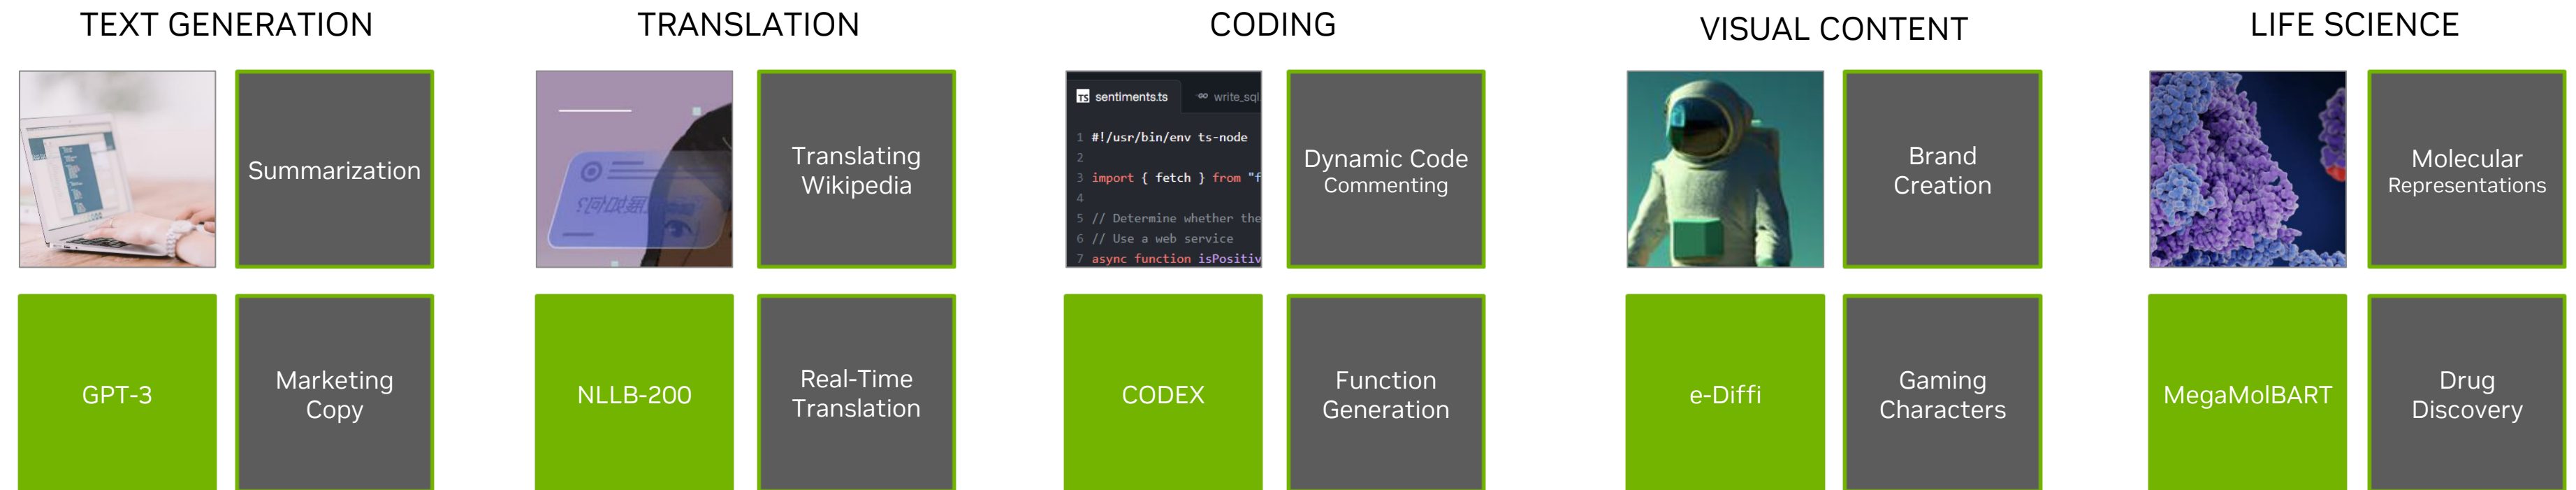 TEXT GENERATION
Summarization
GPT-3
Marketing
Copy
TRANSLATION
Translating
Wikipedia
NLLB-200
Real-Time
Translation
CODING
sentiments.ts
write_sql
1 #!/usr/bin/env ts-node
2
3 import { fetch } from "f
4
5 // Determine whether the
6 // Use a web service
7 async function isPositiv
Dynamic Code
Commenting
CODEX
Function
Generation
VISUAL CONTENT
Brand
Creation
e-Diffi
Gaming
Characters
LIFE SCIENCE
Molecular
Representations
MegaMolBART
Drug
Discovery